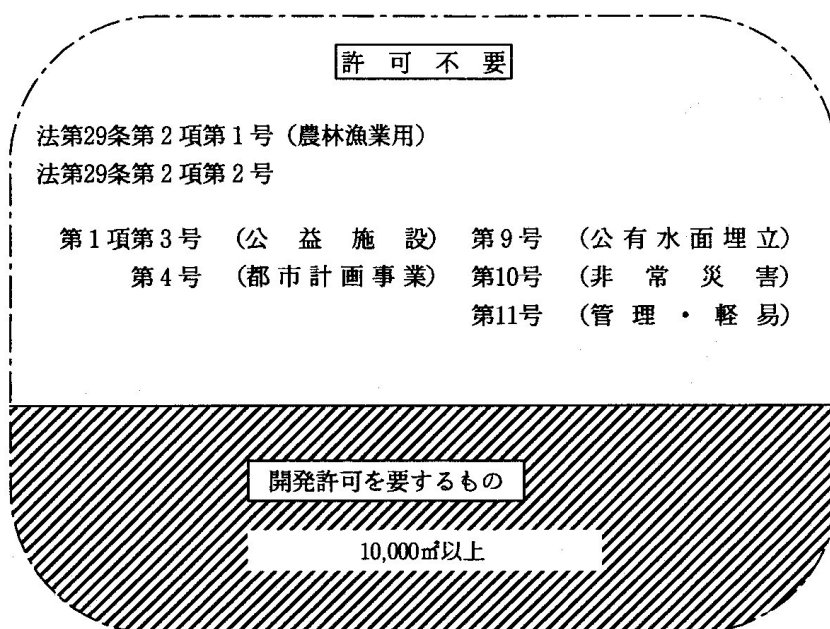 許可不要
法第29条第2項第1号（農林漁業用）
法第29条第2項第2号
第1項第3号 （公益施設） 第9号 （公有水面埋立）
第4号 （都市計画事業） 第10号 （非常災害）
第11号 （管理・軽易）
開発許可を要するもの
10,000㎡以上